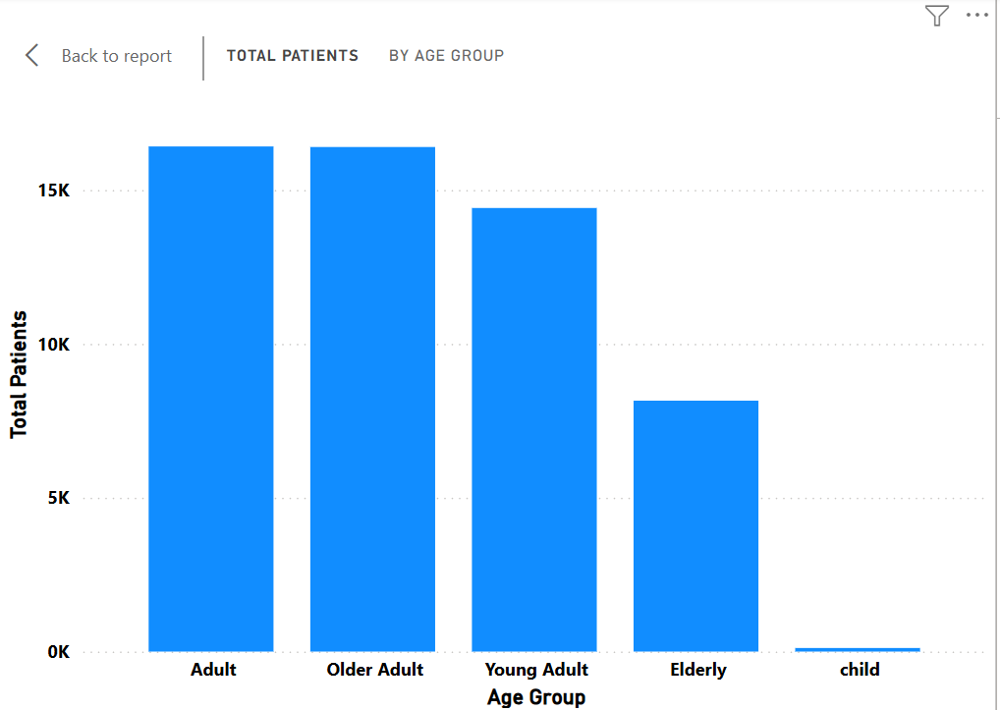 Back to report
TOTAL PATIENTS
BY AGE GROUP
15K
10K
5K
0K
Total Patients
Adult
Older Adult
Young Adult
Elderly
child
Age Group